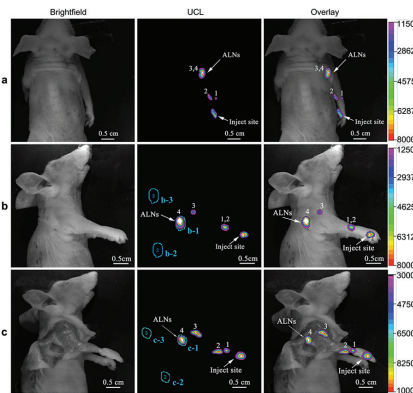 Brightfield UCL Overlay
a
0.5 cm
3,4 ALNs
2 1
Inject site
0.5 cm
3,4 ALNs
2 1
Inject site
0.5 cm
1150
2862
4575
6287
8000
b
0.5cm
b-3
3
ALNs 4
b-1
1,2
b-2
Inject site
0.5cm
3
ALNs 4
1,2
Inject site
0.5cm
1250
2937
4625
6312
8000
c
0.5 cm
c-3
ALNs
4 3
c-1
2 1
c-2
Inject site
0.5 cm
ALNs
4 3
2 1
Inject site
0.5 cm
3000
4750
6500
8250
1000